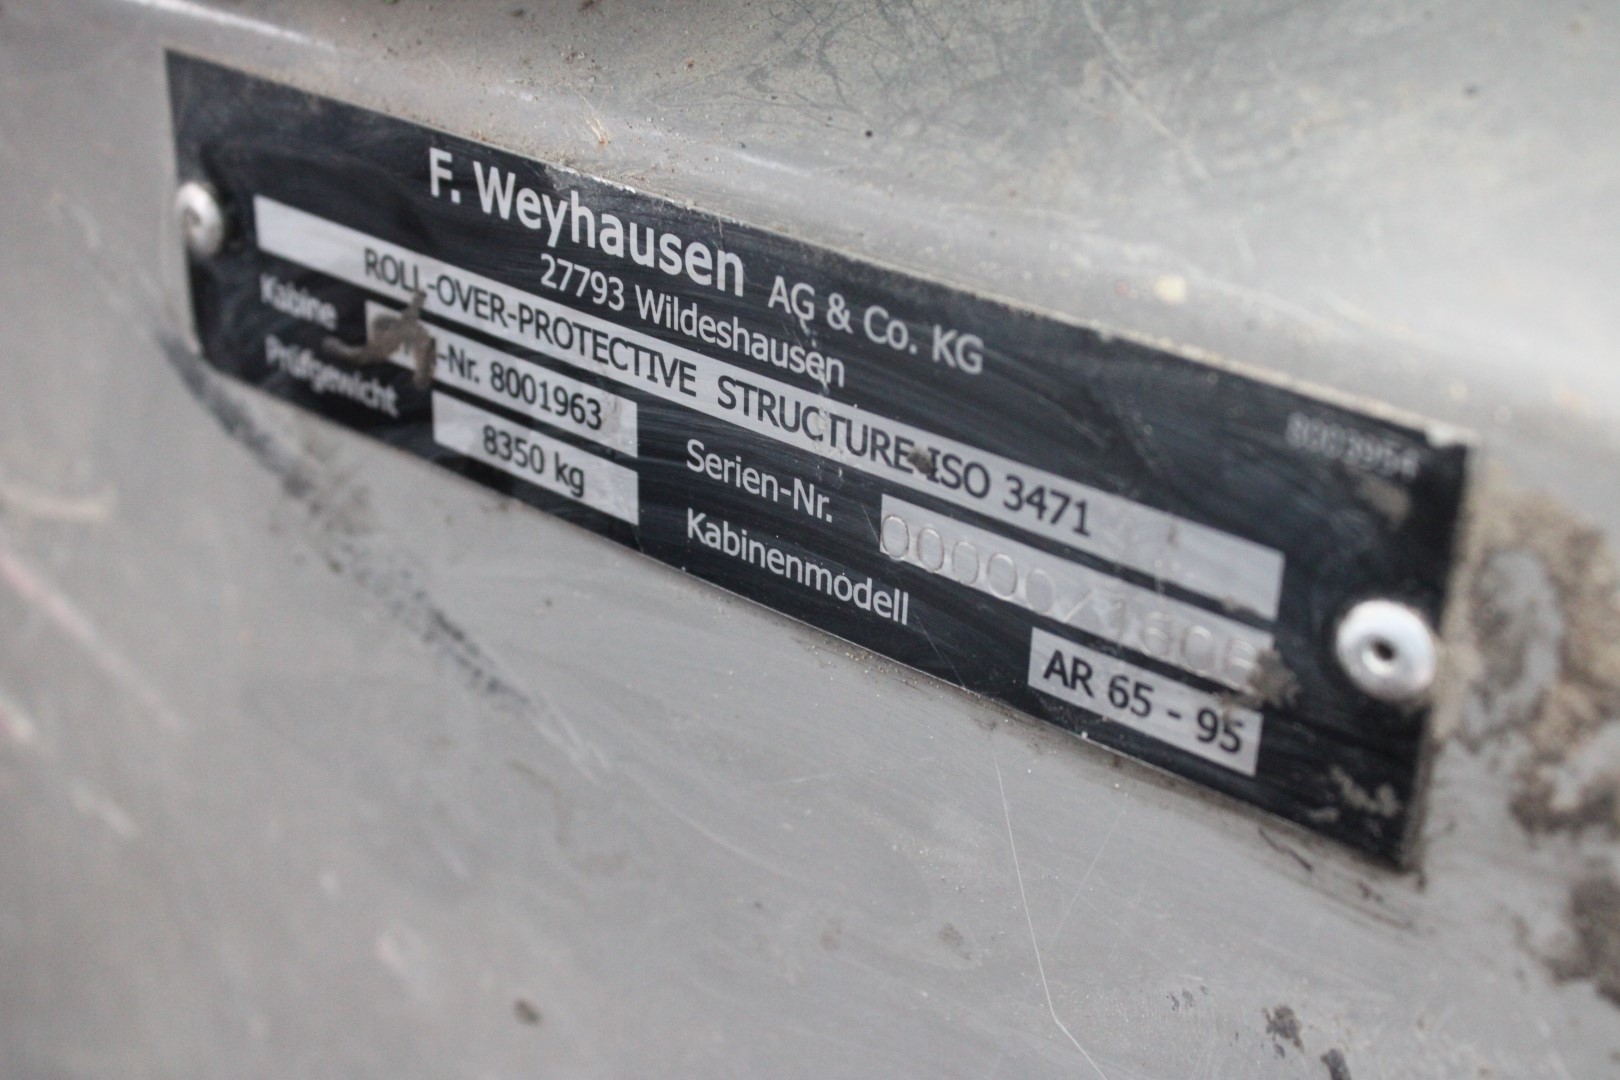 F. Weyhausen AG & Co. KG
27793 Wildeshausen
ROLL-OVER-PROTECTIVE STRUCTURE ISO 3471
Kabine -Nr. 8001963
Prüfgewicht 8350 kg
Serien-Nr.
Kabinenmodell AR 65 - 95